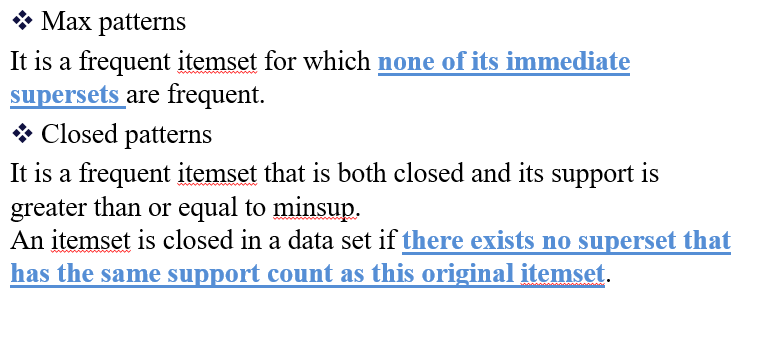 ❖ Max patterns
It is a frequent itemset for which none of its immediate
supersets are frequent.
❖ Closed patterns
It is a frequent itemset that is both closed and its support is
greater than or equal to minsup.
An itemset is closed in a data set if there exists no superset that
has the same support count as this original itemset.